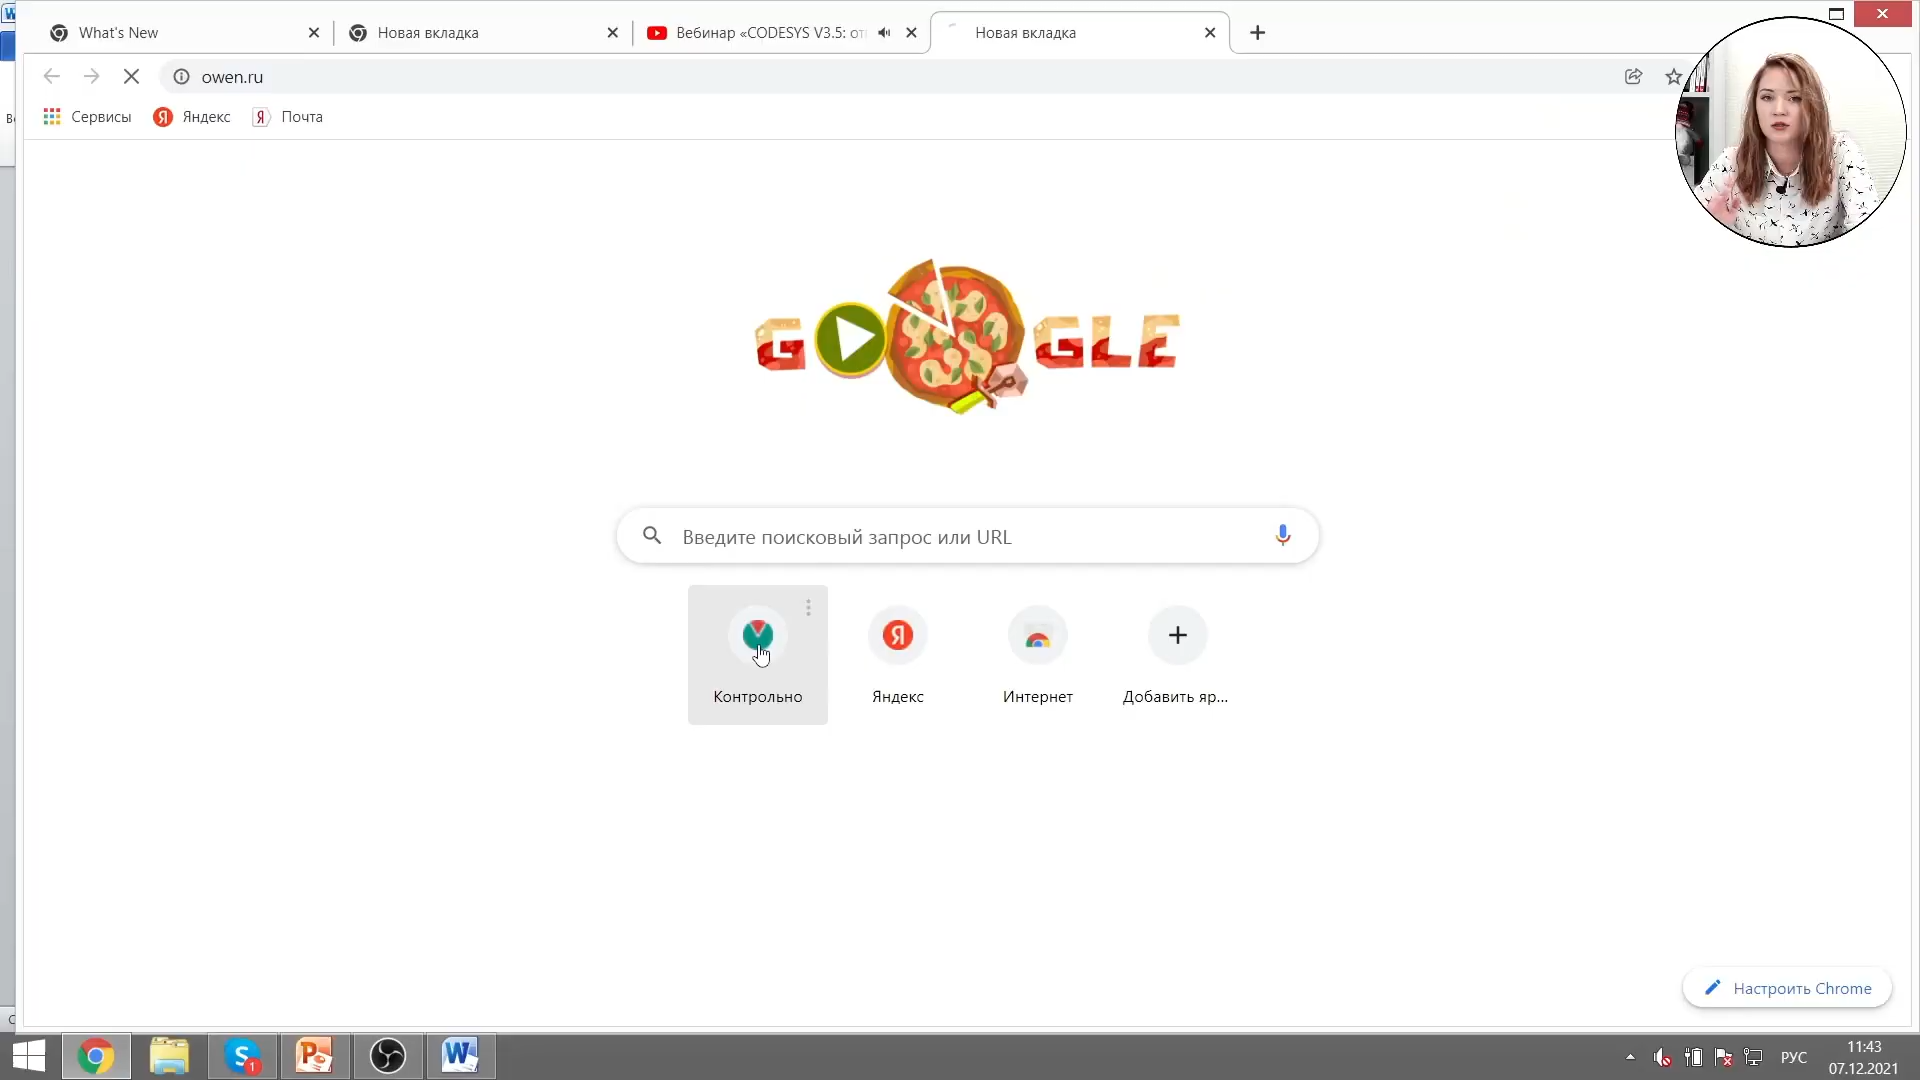 What's New
Новая вкладка
Вебинар «CODESYS V3.5: от
Новая вкладка
owen.ru
Сервисы
Яндекс
Почта
GOOGLE
Введите поисковый запрос или URL
Контрольно
Яндекс
Интернет
Добавить яр...
Настроить Chrome
РУС
11:43
07.12.2021